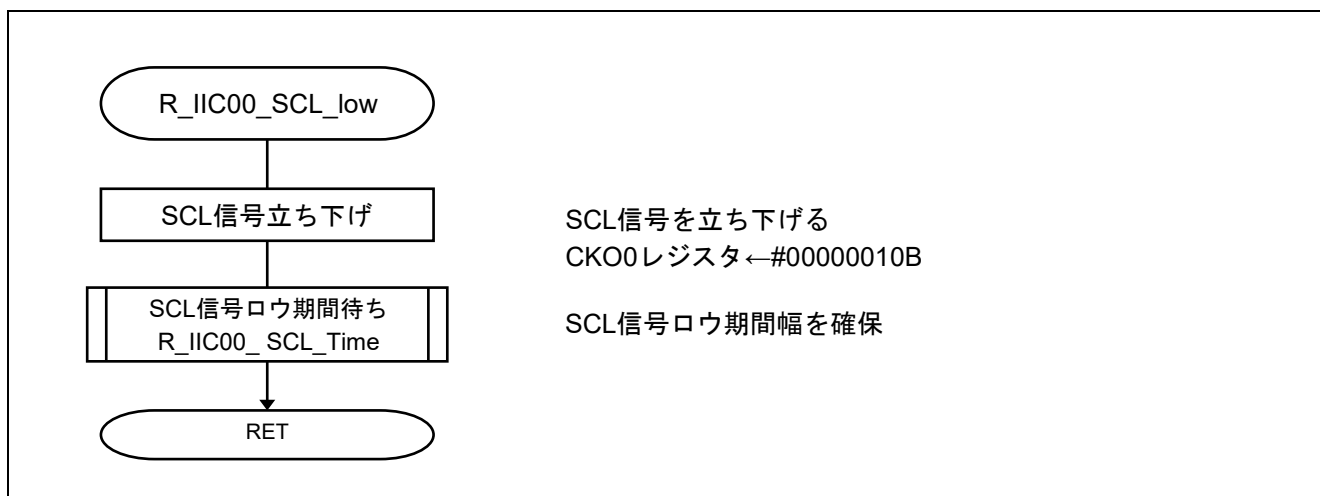 R_IIC00_SCL_low
SCL信号立ち下げ
SCL信号を立ち下げる
CKO0レジスタ←#00000010B
SCL信号ロウ期間待ち
R_IIC00_ SCL_Time
SCL信号ロウ期間幅を確保
RET